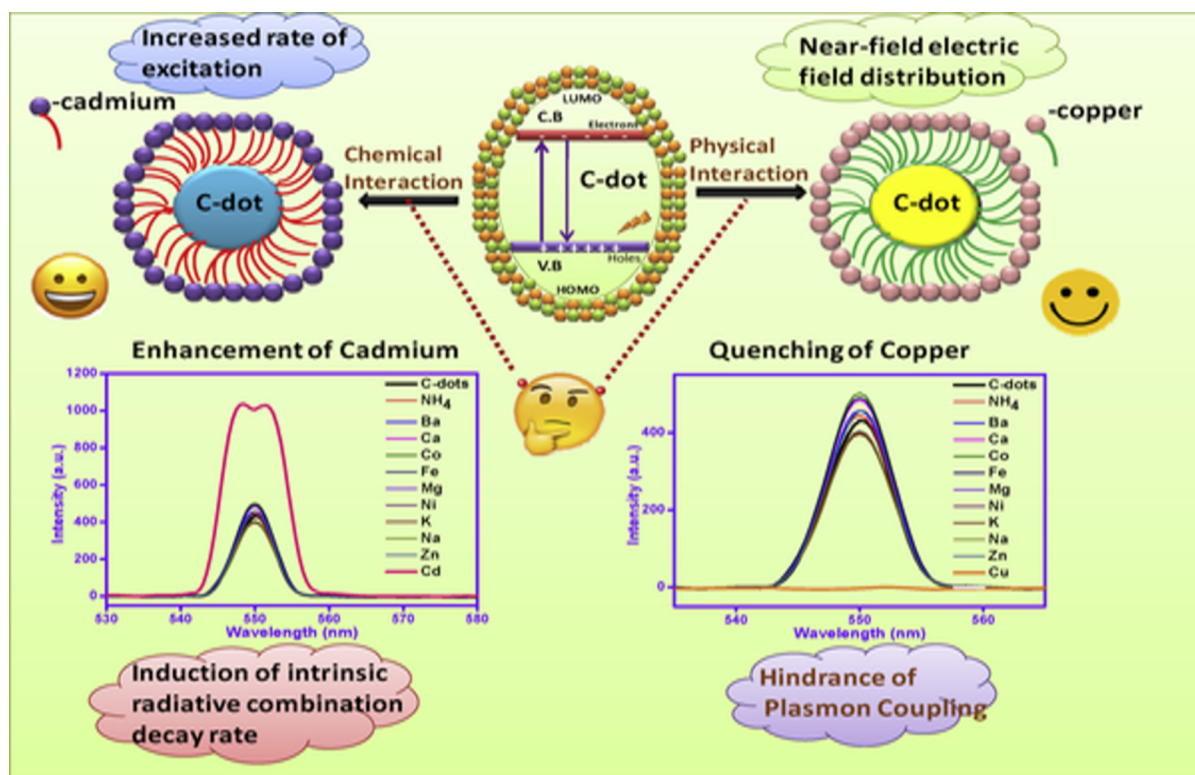 Increased rate of
excitation
-cadmium
C-dot
Chemical
Interaction
LUMO
C.B
Electrons
C-dot
Holes
V.B
HOMO
Physical
Interaction
Near-field electric
field distribution
-copper
C-dot
Enhancement of Cadmium
1200
1000
800
600
400
200
0
Intensity (a.u.)
530
540
550
560
570
580
Wavelength (nm)
C-dots
NH4
Ba
Ca
Co
Fe
Mg
Ni
K
Na
Zn
Cd
Quenching of Copper
400
200
0
Intensity (a.u.)
540
550
560
Wavelength (nm)
C-dots
NH4
Ba
Ca
Co
Fe
Mg
Ni
K
Na
Zn
Cu
Induction of intrinsic
radiative combination
decay rate
Hindrance of
Plasmon Coupling